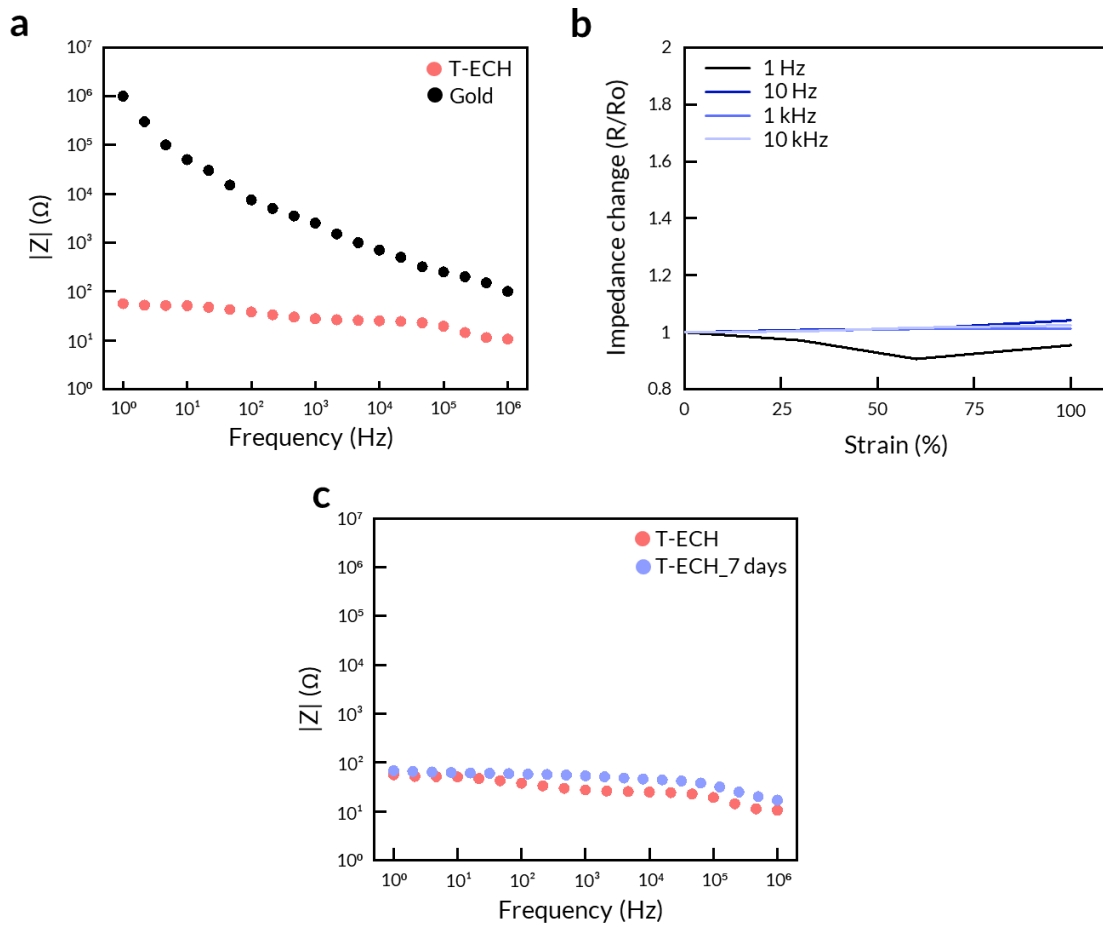 a
10⁷
10⁶
10⁵
10⁴
10³
10²
10¹
10⁰
|Z| (Ω)
T-ECH
Gold
10⁰ 10¹ 10² 10³ 10⁴ 10⁵ 10⁶
Frequency (Hz)
b
2
1.8
1.6
1.4
1.2
1
0.8
Impedance change (R/Ro)
1 Hz
10 Hz
1 kHz
10 kHz
0 25 50 75 100
Strain (%)
c
10⁷
10⁶
10⁵
10⁴
10³
10²
10¹
10⁰
|Z| (Ω)
T-ECH
T-ECH_7 days
10⁰ 10¹ 10² 10³ 10⁴ 10⁵ 10⁶
Frequency (Hz)